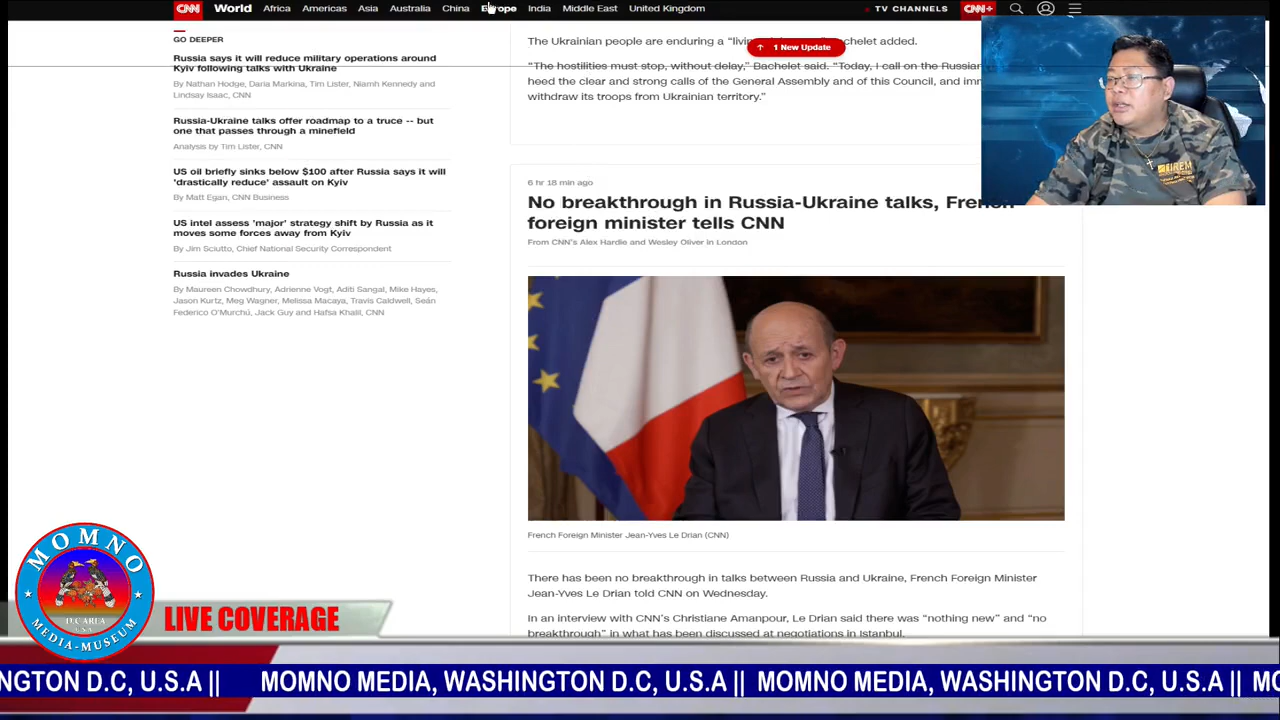 CNN World Africa Americas Asia Australia China Europe India Middle East United Kingdom TV CHANNELS CNN+
GO DEEPER
Russia says it will reduce military operations around
Kyiv following talks with Ukraine
By Nathan Hodge, Daria Markina, Tim Lister, Niamh Kennedy and
Lindsay Isaac, CNN
Russia-Ukraine talks offer roadmap to a truce -- but
one that passes through a minefield
Analysis by Tim Lister, CNN
US oil briefly sinks below $100 after Russia says it will
'drastically reduce' assault on Kyiv
By Matt Egan, CNN Business
US intel assess 'major' strategy shift by Russia as it
moves some forces away from Kyiv
By Jim Sciutto, Chief National Security Correspondent
Russia invades Ukraine
By Maureen Chowdhury, Adrienne Vogt, Aditi Sangal, Mike Hayes,
Jason Kurtz, Meg Wagner, Melissa Macaya, Travis Caldwell, Seán
Federico O'Murchú, Jack Guy and Hafsa Khalil, CNN
The Ukrainian people are enduring a "livin
chelet added.
1 New Update
"The hostilities must stop, without delay," Bachelet said. "Today, I call on the Russian
heed the clear and strong calls of the General Assembly and of this Council, and imm
withdraw its troops from Ukrainian territory."
6 hr 18 min ago
No breakthrough in Russia-Ukraine talks, French
foreign minister tells CNN
From CNN's Alex Hardie and Wesley Oliver in London
French Foreign Minister Jean-Yves Le Drian (CNN)
There has been no breakthrough in talks between Russia and Ukraine, French Foreign Minister
Jean-Yves Le Drian told CNN on Wednesday.
In an interview with CNN's Christiane Amanpour, Le Drian said there was "nothing new" and "no
breakthrough" in what has been discussed at negotiations in Istanbul.
MOMNO
D.C AREA
U S A
MEDIA-MUSEUM
LIVE COVERAGE
NGTON D.C, U.S.A || MOMNO MEDIA, WASHINGTON D.C, U.S.A || MOMNO MEDIA, WASHINGTON D.C, U.S.A || MO